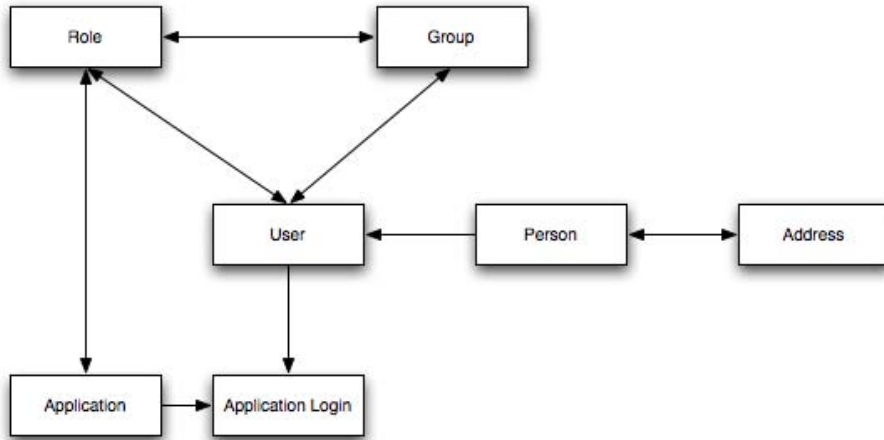 Role
Group
User
Person
Address
Application
Application Login